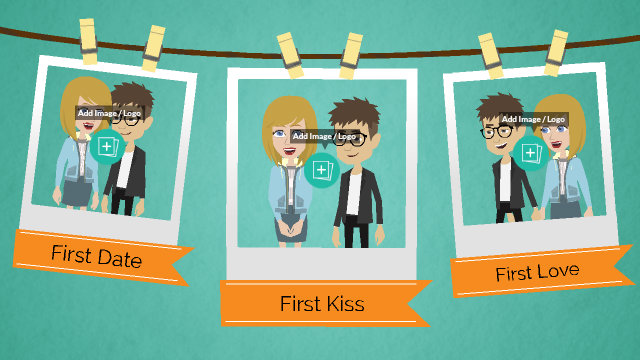 Add Image / Logo
Add Image / Logo
Add Image / Logo
First Date
First Kiss
First Love